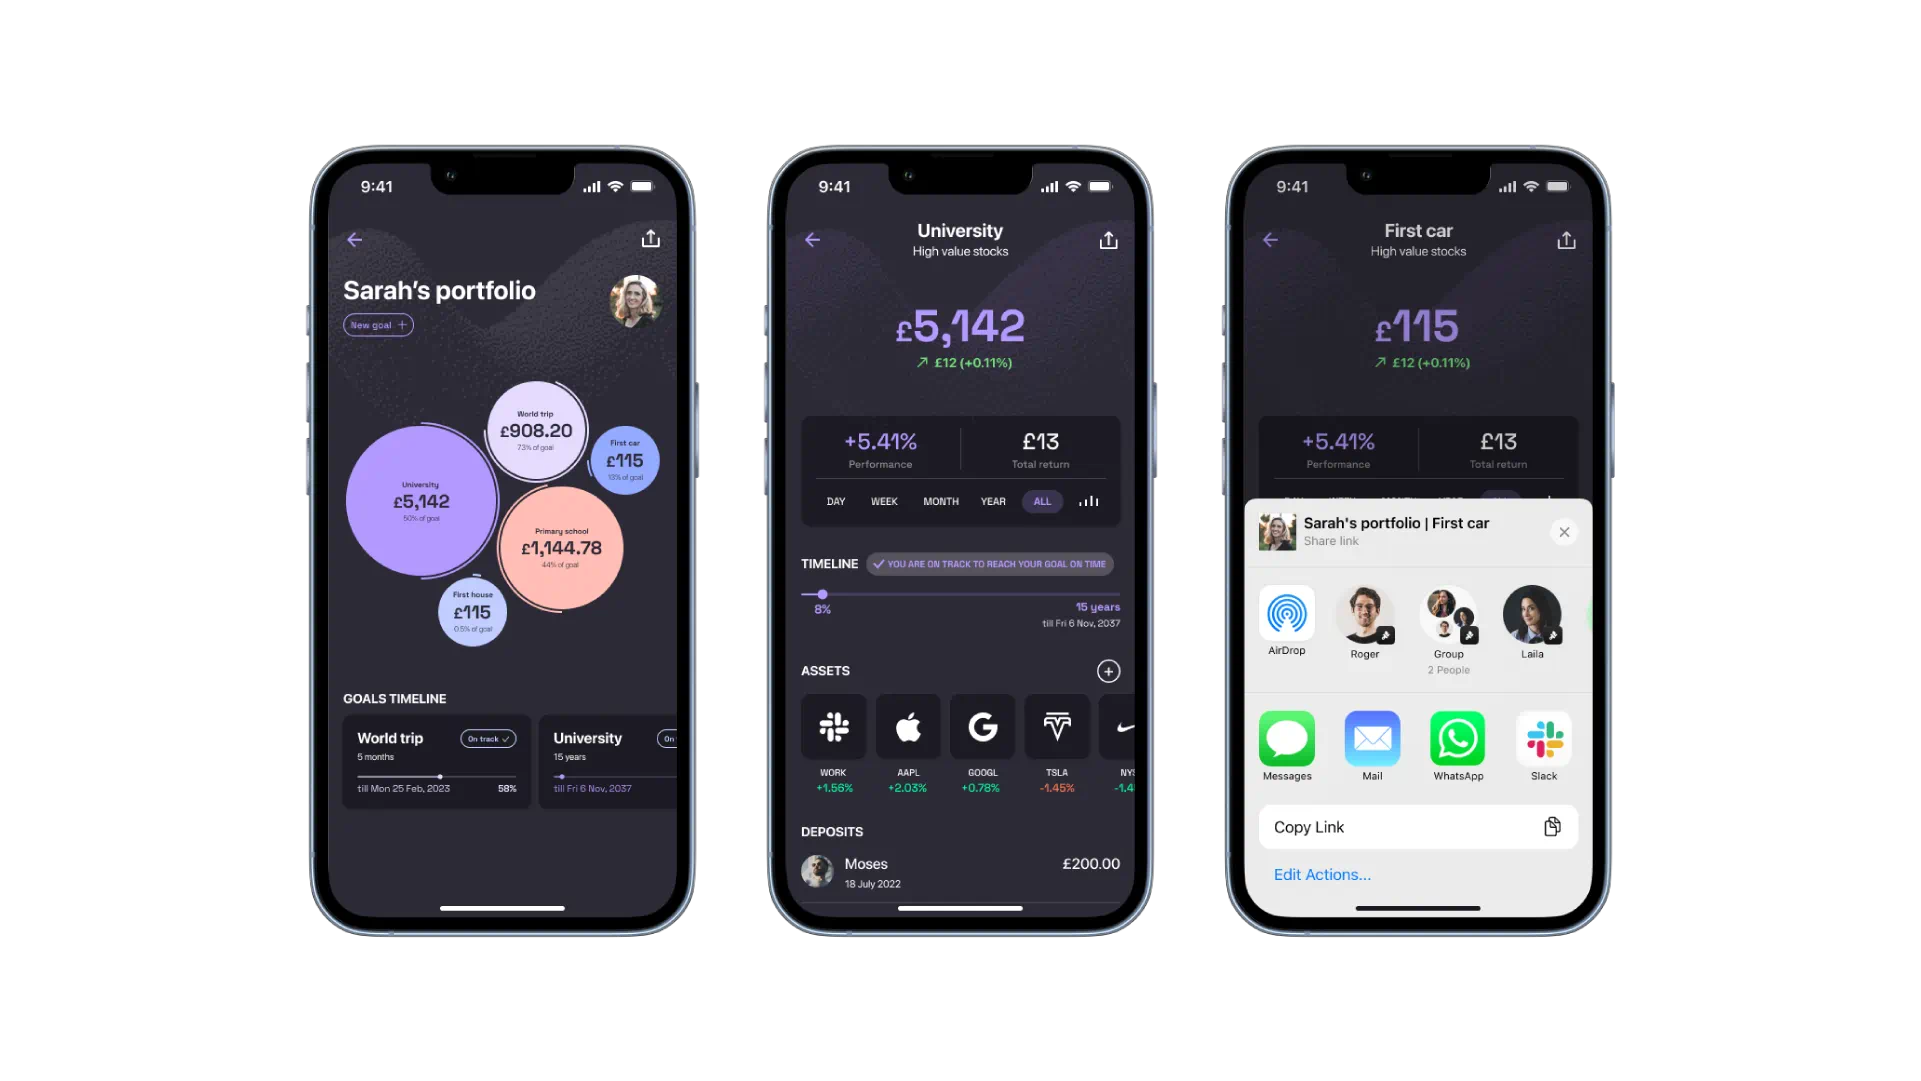 9:41
Sarah’s portfolio
New goal +
World trip
£908.20
73% of goal
First car
£115
13% of goal
University
£5,142
50% of goal
Primary school
£1,144.78
44% of goal
First house
£115
0.5% of goal
GOALS TIMELINE
World trip
On track
5 months
till Mon 25 Feb, 2023
58%
University
On
15 years
till Fri 6 Nov, 2037
9:41
University
High value stocks
£5,142
£12 (+0.11%)
+5.41%
Performance
£13
Total return
DAY WEEK MONTH YEAR ALL
TIMELINE
YOU ARE ON TRACK TO REACH YOUR GOAL ON TIME
8%
15 years
till Fri 6 Nov, 2037
ASSETS
WORK
+1.56%
AAPL
+2.03%
GOOGL
+0.78%
TSLA
-1.45%
NYS
-1.4
DEPOSITS
Moses
£200.00
18 July 2022
9:41
First car
High value stocks
£115
£12 (+0.11%)
+5.41%
Performance
£13
Total return
Sarah's portfolio | First car
Share link
AirDrop
Roger
Group
2 People
Laila
Messages
Mail
WhatsApp
Slack
Copy Link
Edit Actions...